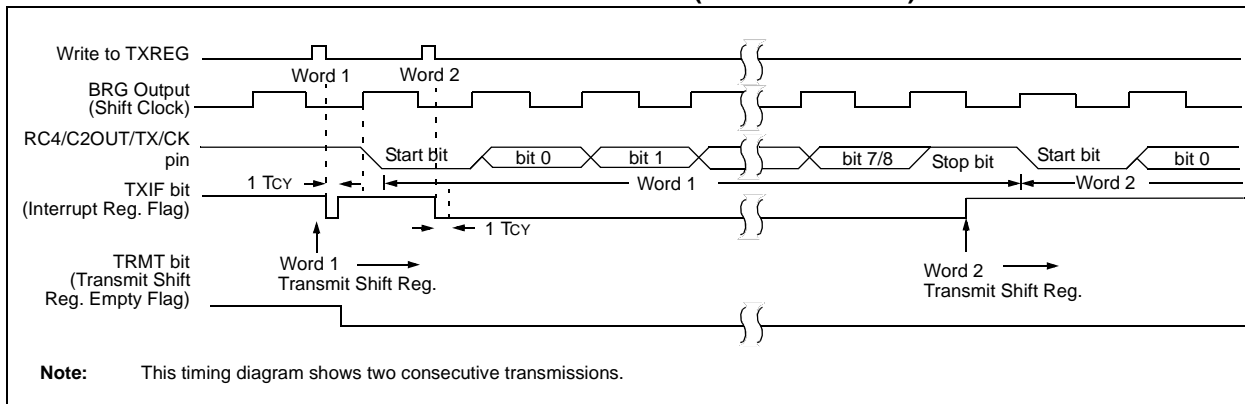 Write to TXREG
Word 1
Word 2
BRG Output
(Shift Clock)
RC4/C2OUT/TX/CK
pin
Start bit
bit 0
bit 1
bit 7/8
Stop bit
Start bit
bit 0
1 TCY
Word 1
Word 2
TXIF bit
(Interrupt Reg. Flag)
1 TCY
Word 1
Transmit Shift Reg.
Word 2
Transmit Shift Reg.
TRMT bit
(Transmit Shift
Reg. Empty Flag)
Note: This timing diagram shows two consecutive transmissions.